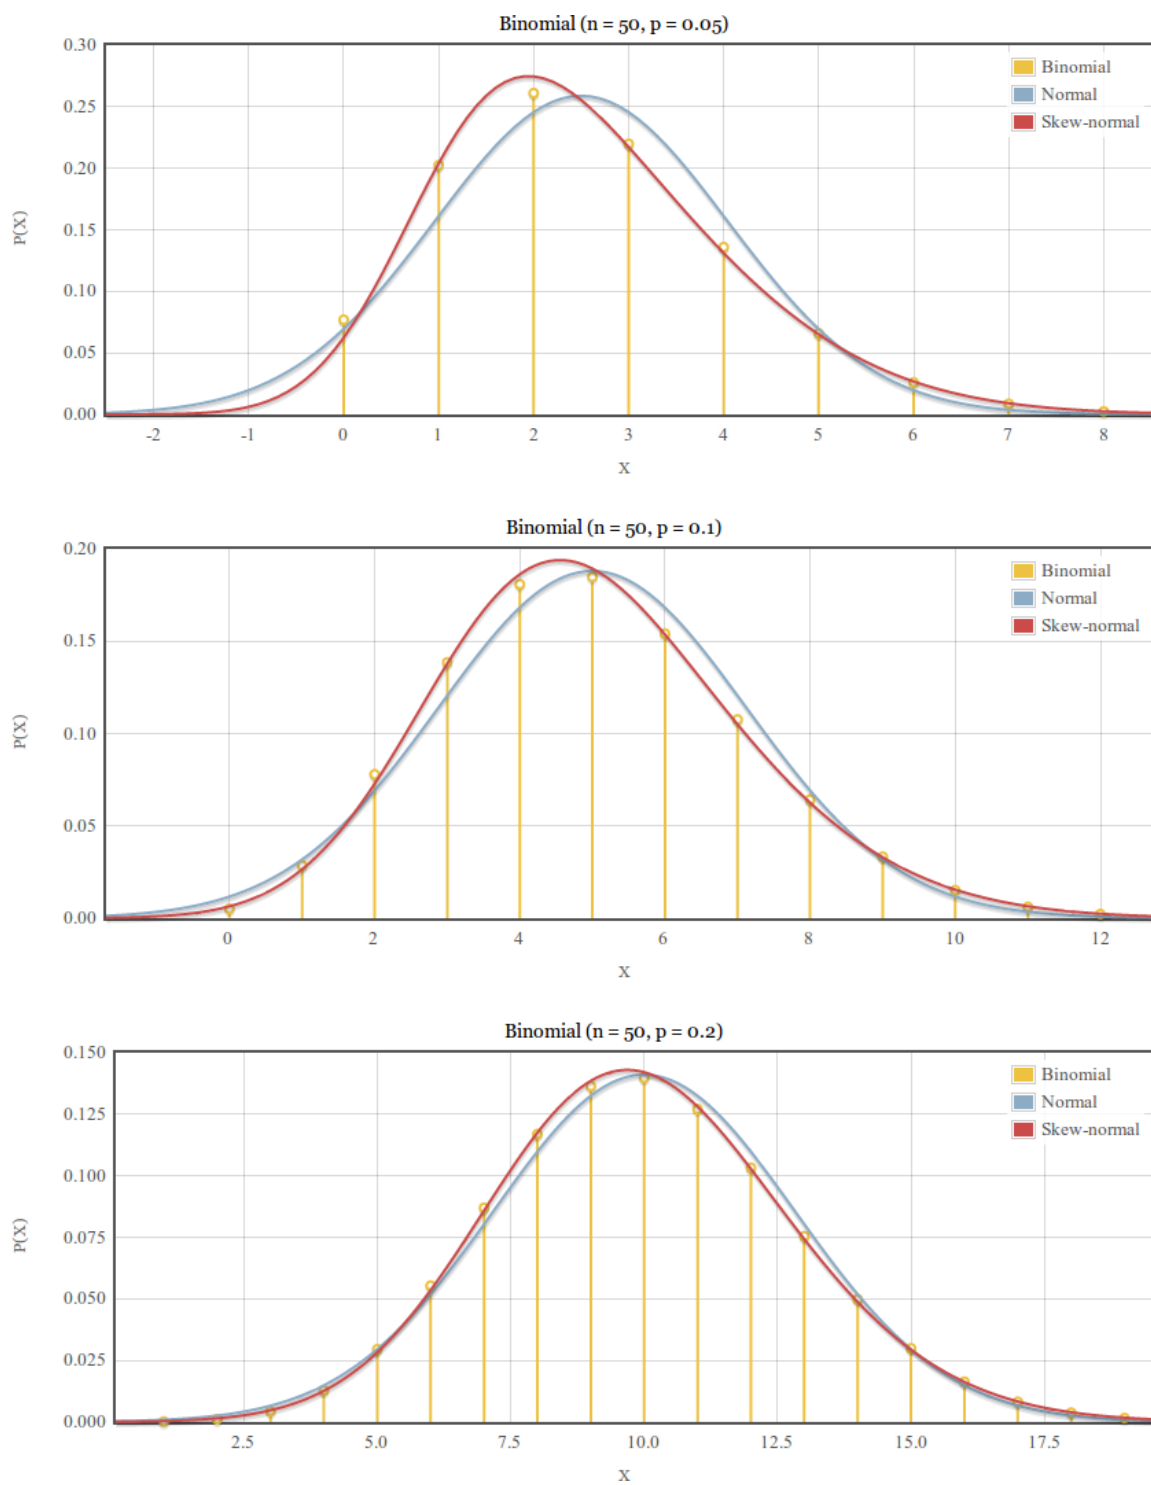 Binomial (n = 50, p = 0.05)
0.30
0.25
0.20
0.15
0.10
0.05
0.00
P(X)
Binomial
Normal
Skew-normal
-2 -1 0 1 2 3 4 5 6 7 8
X
Binomial (n = 50, p = 0.1)
0.20
0.15
0.10
0.05
0.00
P(X)
Binomial
Normal
Skew-normal
0 2 4 6 8 10 12
X
Binomial (n = 50, p = 0.2)
0.150
0.125
0.100
0.075
0.050
0.025
0.000
P(X)
Binomial
Normal
Skew-normal
2.5 5.0 7.5 10.0 12.5 15.0 17.5
X